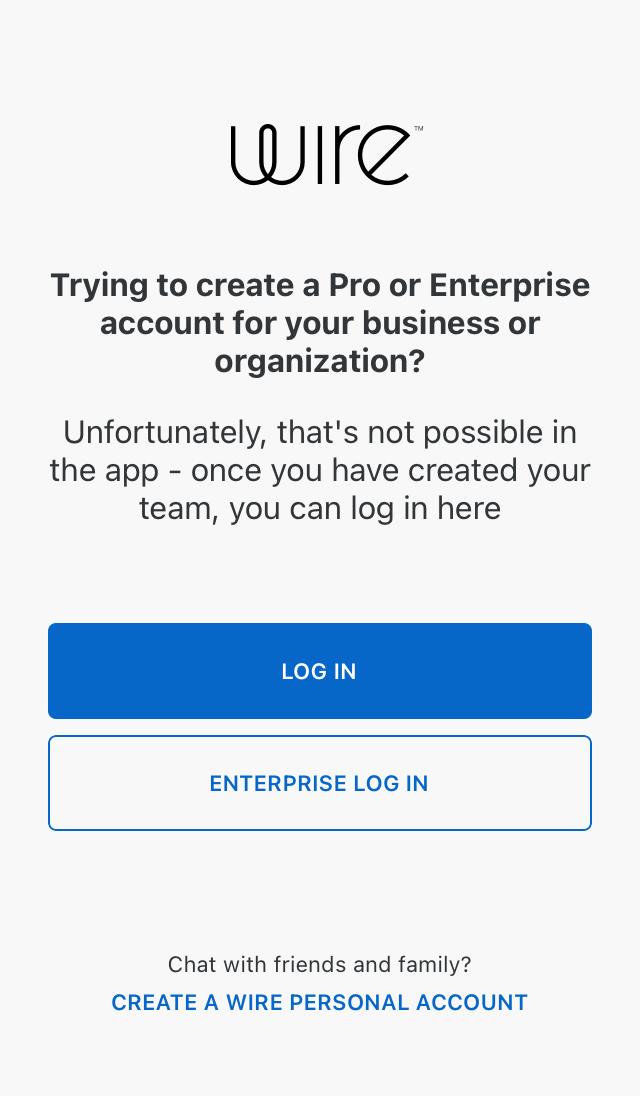 wire™
Trying to create a Pro or Enterprise
account for your business or
organization?
Unfortunately, that's not possible in
the app - once you have created your
team, you can log in here
LOG IN
ENTERPRISE LOG IN
Chat with friends and family?
CREATE A WIRE PERSONAL ACCOUNT